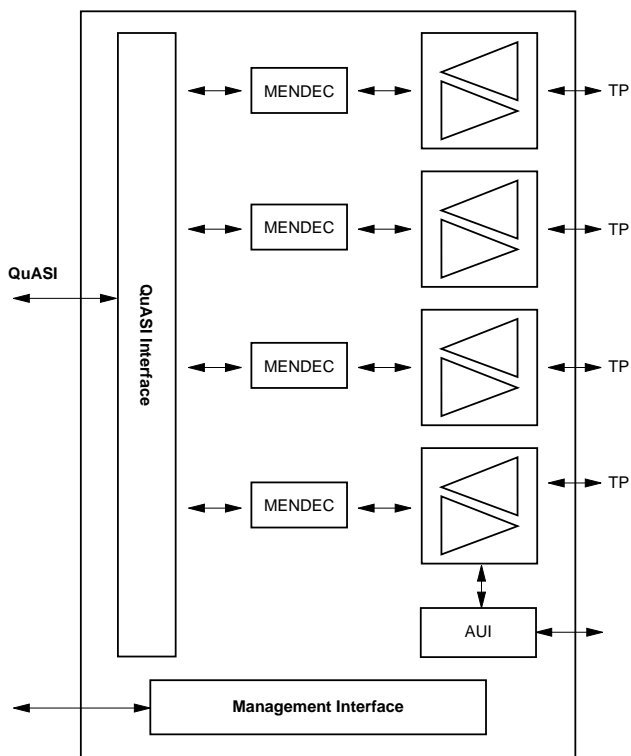 MENDEC
TP
MENDEC
TP
QuASI
QuASI Interface
MENDEC
TP
MENDEC
TP
AUI
Management Interface